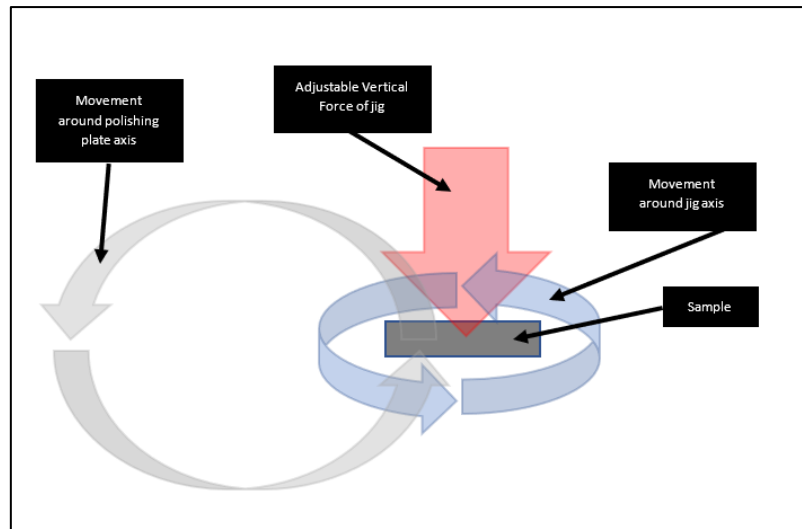 Movement
around polishing
plate axis
Adjustable Vertical
Force of jig
Movement
around jig axis
Sample